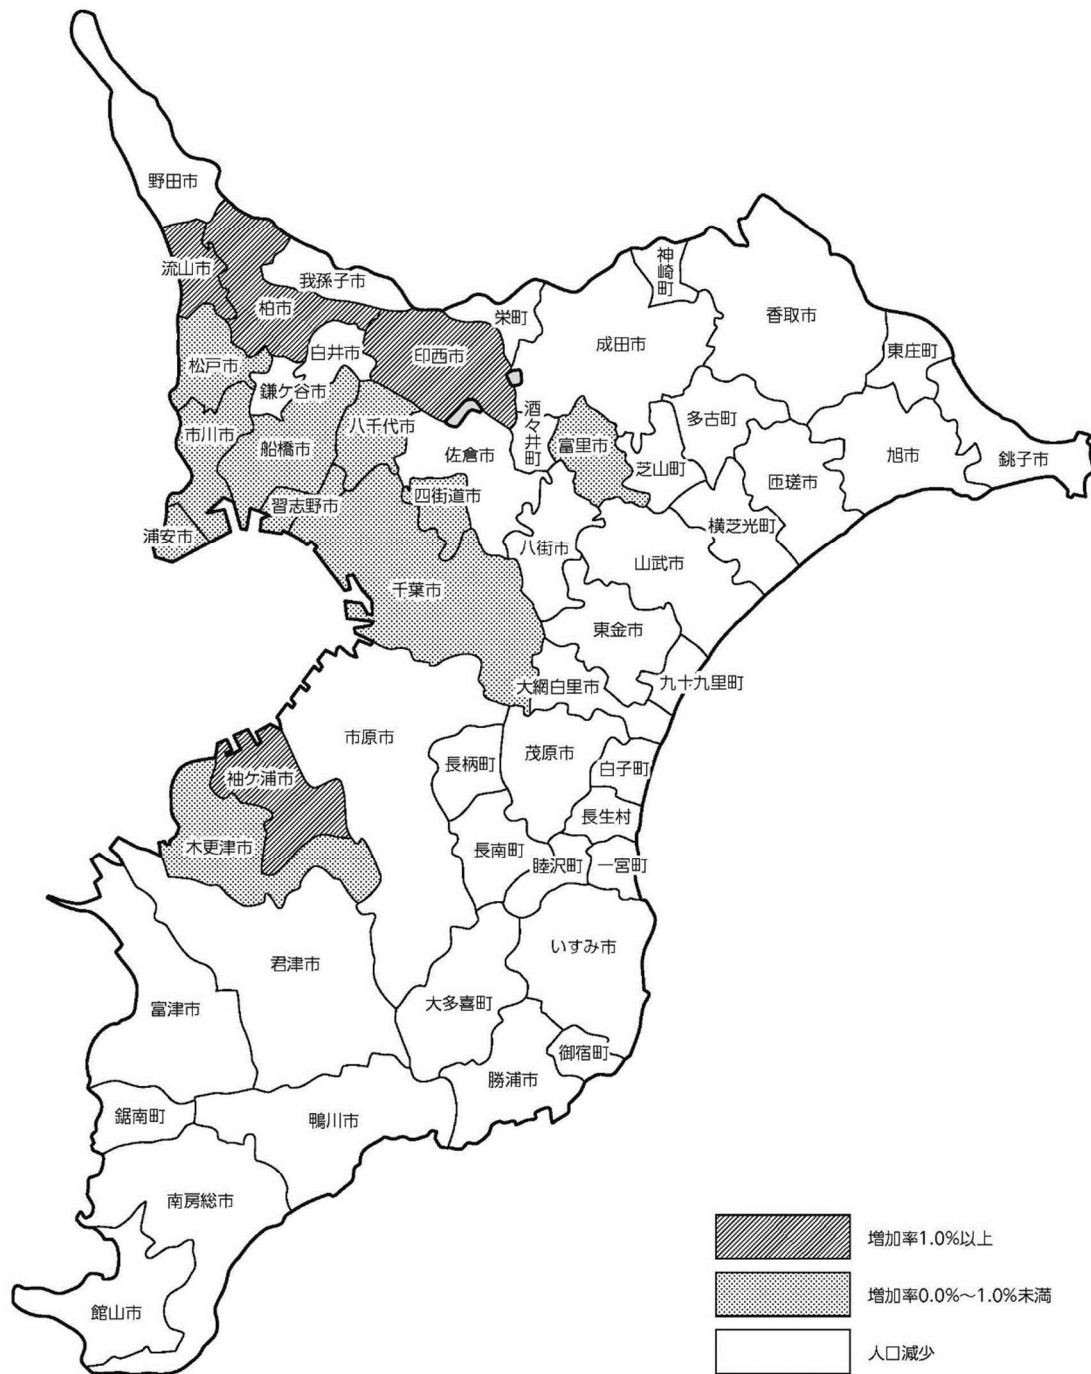 野田市
流山市
柏市
我孫子市
松戸市
白井市
印西市
栄町
神崎町
香取市
成田市
東庄町
鎌ケ谷市
市川市
船橋市
八千代市
佐倉市
酒々井町
富里市
芝山町
多古町
匝瑳市
旭市
銚子市
浦安市
習志野市
四街道市
八街市
横芝光町
山武市
千葉市
東金市
大網白里市
九十九里町
市原市
長柄町
茂原市
白子町
袖ケ浦市
長生村
木更津市
長南町
睦沢町
一宮町
君津市
いすみ市
富津市
大多喜町
御宿町
勝浦市
鋸南町
鴨川市
南房総市
館山市
増加率1.0%以上
増加率0.0%～1.0%未満
人口減少